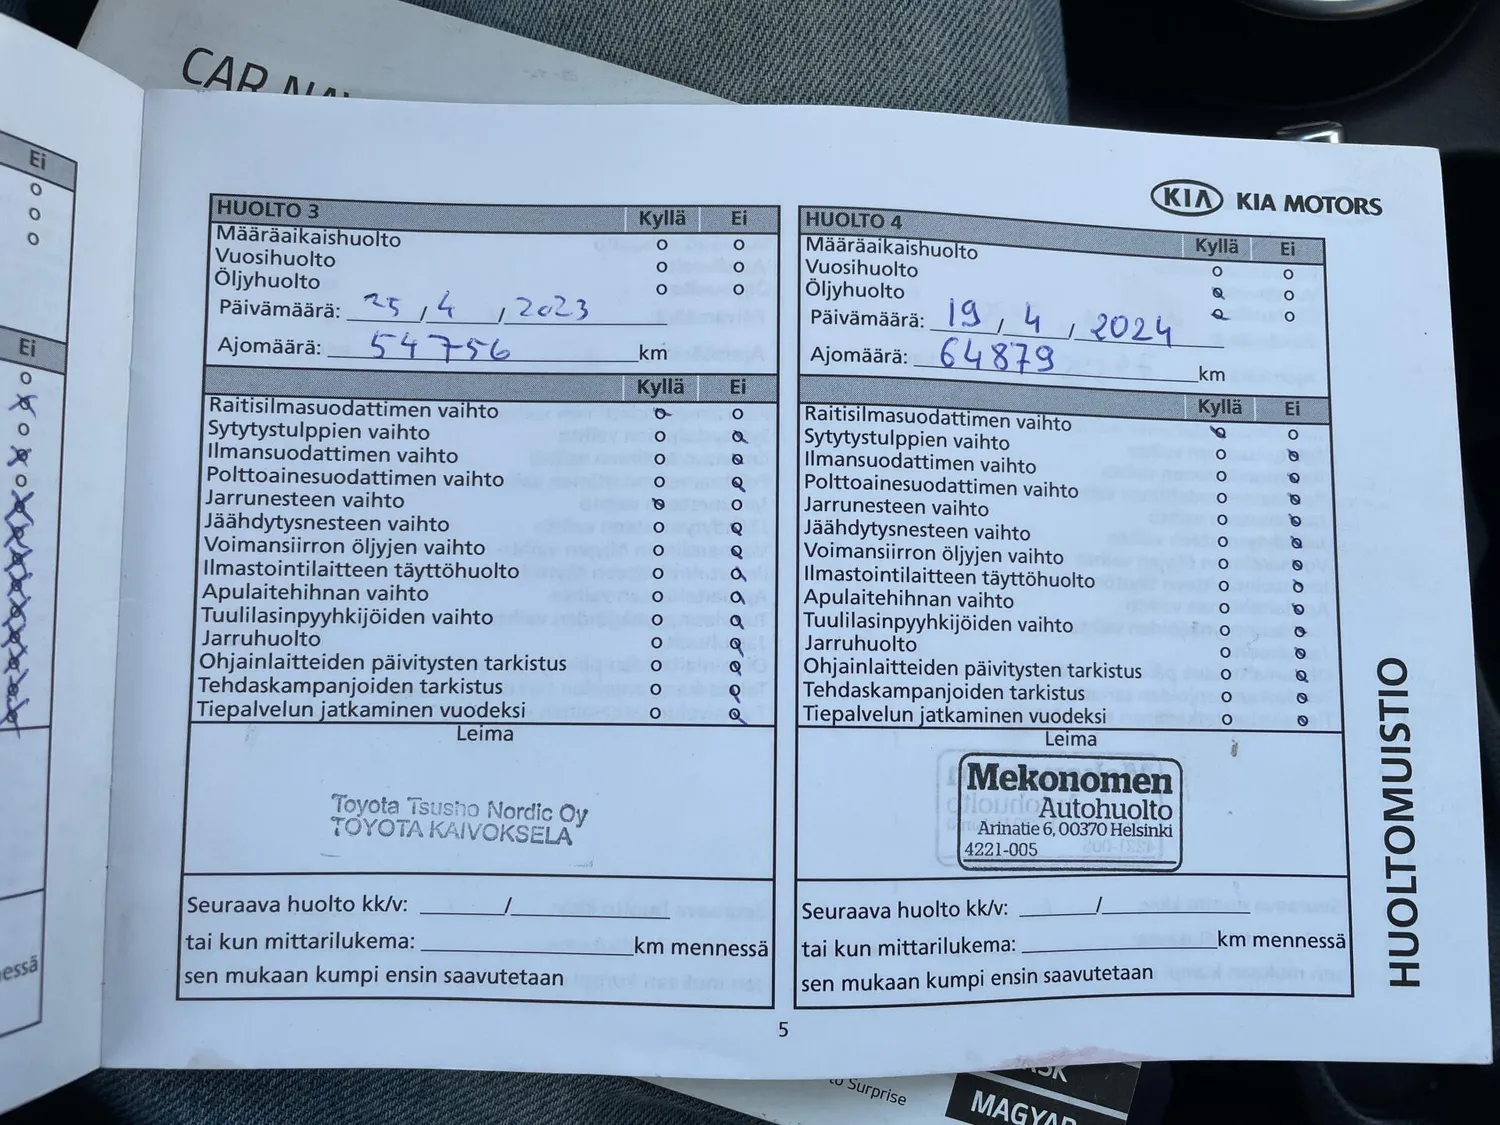 CAR NAV
Ei
Ei
essä
KIA KIA MOTORS
HUOLTO 3 Kyllä Ei
Määräaikaishuolto o o
Vuosihuolto o o
Öljyhuolto o o
Päivämäärä: 25 / 4 / 2023
Ajomäärä: 54756 km
Kyllä Ei
Raitisilmasuodattimen vaihto
Sytytystulppien vaihto
Ilmansuodattimen vaihto
Polttoainesuodattimen vaihto
Jarrunesteen vaihto
Jäähdytysnesteen vaihto
Voimansiirron öljyjen vaihto
Ilmastointilaitteen täyttöhuolto
Apulaitehihnan vaihto
Tuulilasinpyyhkijöiden vaihto
Jarruhuolto
Ohjainlaitteiden päivitysten tarkistus
Tehdaskampanjoiden tarkistus
Tiepalvelun jatkaminen vuodeksi
Leima
Toyota Tsusho Nordic Oy
TOYOTA KAIVOKSELA
Seuraava huolto kk/v: /
tai kun mittarilukema: km mennessä
sen mukaan kumpi ensin saavutetaan
HUOLTO 4 Kyllä Ei
Määräaikaishuolto
Vuosihuolto
Öljyhuolto
Päivämäärä: 19 / 4 / 2024
Ajomäärä: 64879 km
Kyllä Ei
Raitisilmasuodattimen vaihto
Sytytystulppien vaihto
Ilmansuodattimen vaihto
Polttoainesuodattimen vaihto
Jarrunesteen vaihto
Jäähdytysnesteen vaihto
Voimansiirron öljyjen vaihto
Ilmastointilaitteen täyttöhuolto
Apulaitehihnan vaihto
Tuulilasinpyyhkijöiden vaihto
Jarruhuolto
Ohjainlaitteiden päivitysten tarkistus
Tehdaskampanjoiden tarkistus
Tiepalvelun jatkaminen vuodeksi
Leima
Mekonomen
Autohuolto
Arinatie 6, 00370 Helsinki
4221-005
Seuraava huolto kk/v: /
tai kun mittarilukema: km mennessä
sen mukaan kumpi ensin saavutetaan
HUOLTOMUISTIO
5
to Surprise
MAGYAR